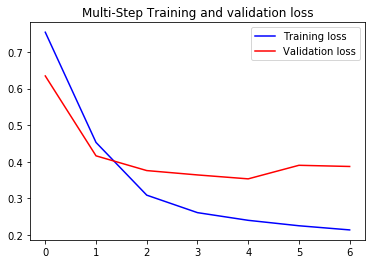 Multi-Step Training and validation loss
Training loss
Validation loss
0.7
0.6
0.5
0.4
0.3
0.2
0 1 2 3 4 5 6